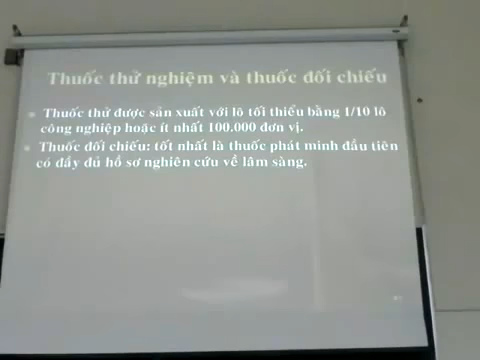 Thuốc thử nghiệm và thuốc đối chiếu
Thuốc thử được sản xuất với lô tối thiểu bằng 1/10 lô
công nghiệp hoặc ít nhất 100.000 đơn vị.
Thuốc đối chiếu: tốt nhất là thuốc phát minh đầu tiên
có đầy đủ hồ sơ nghiên cứu về lâm sàng.